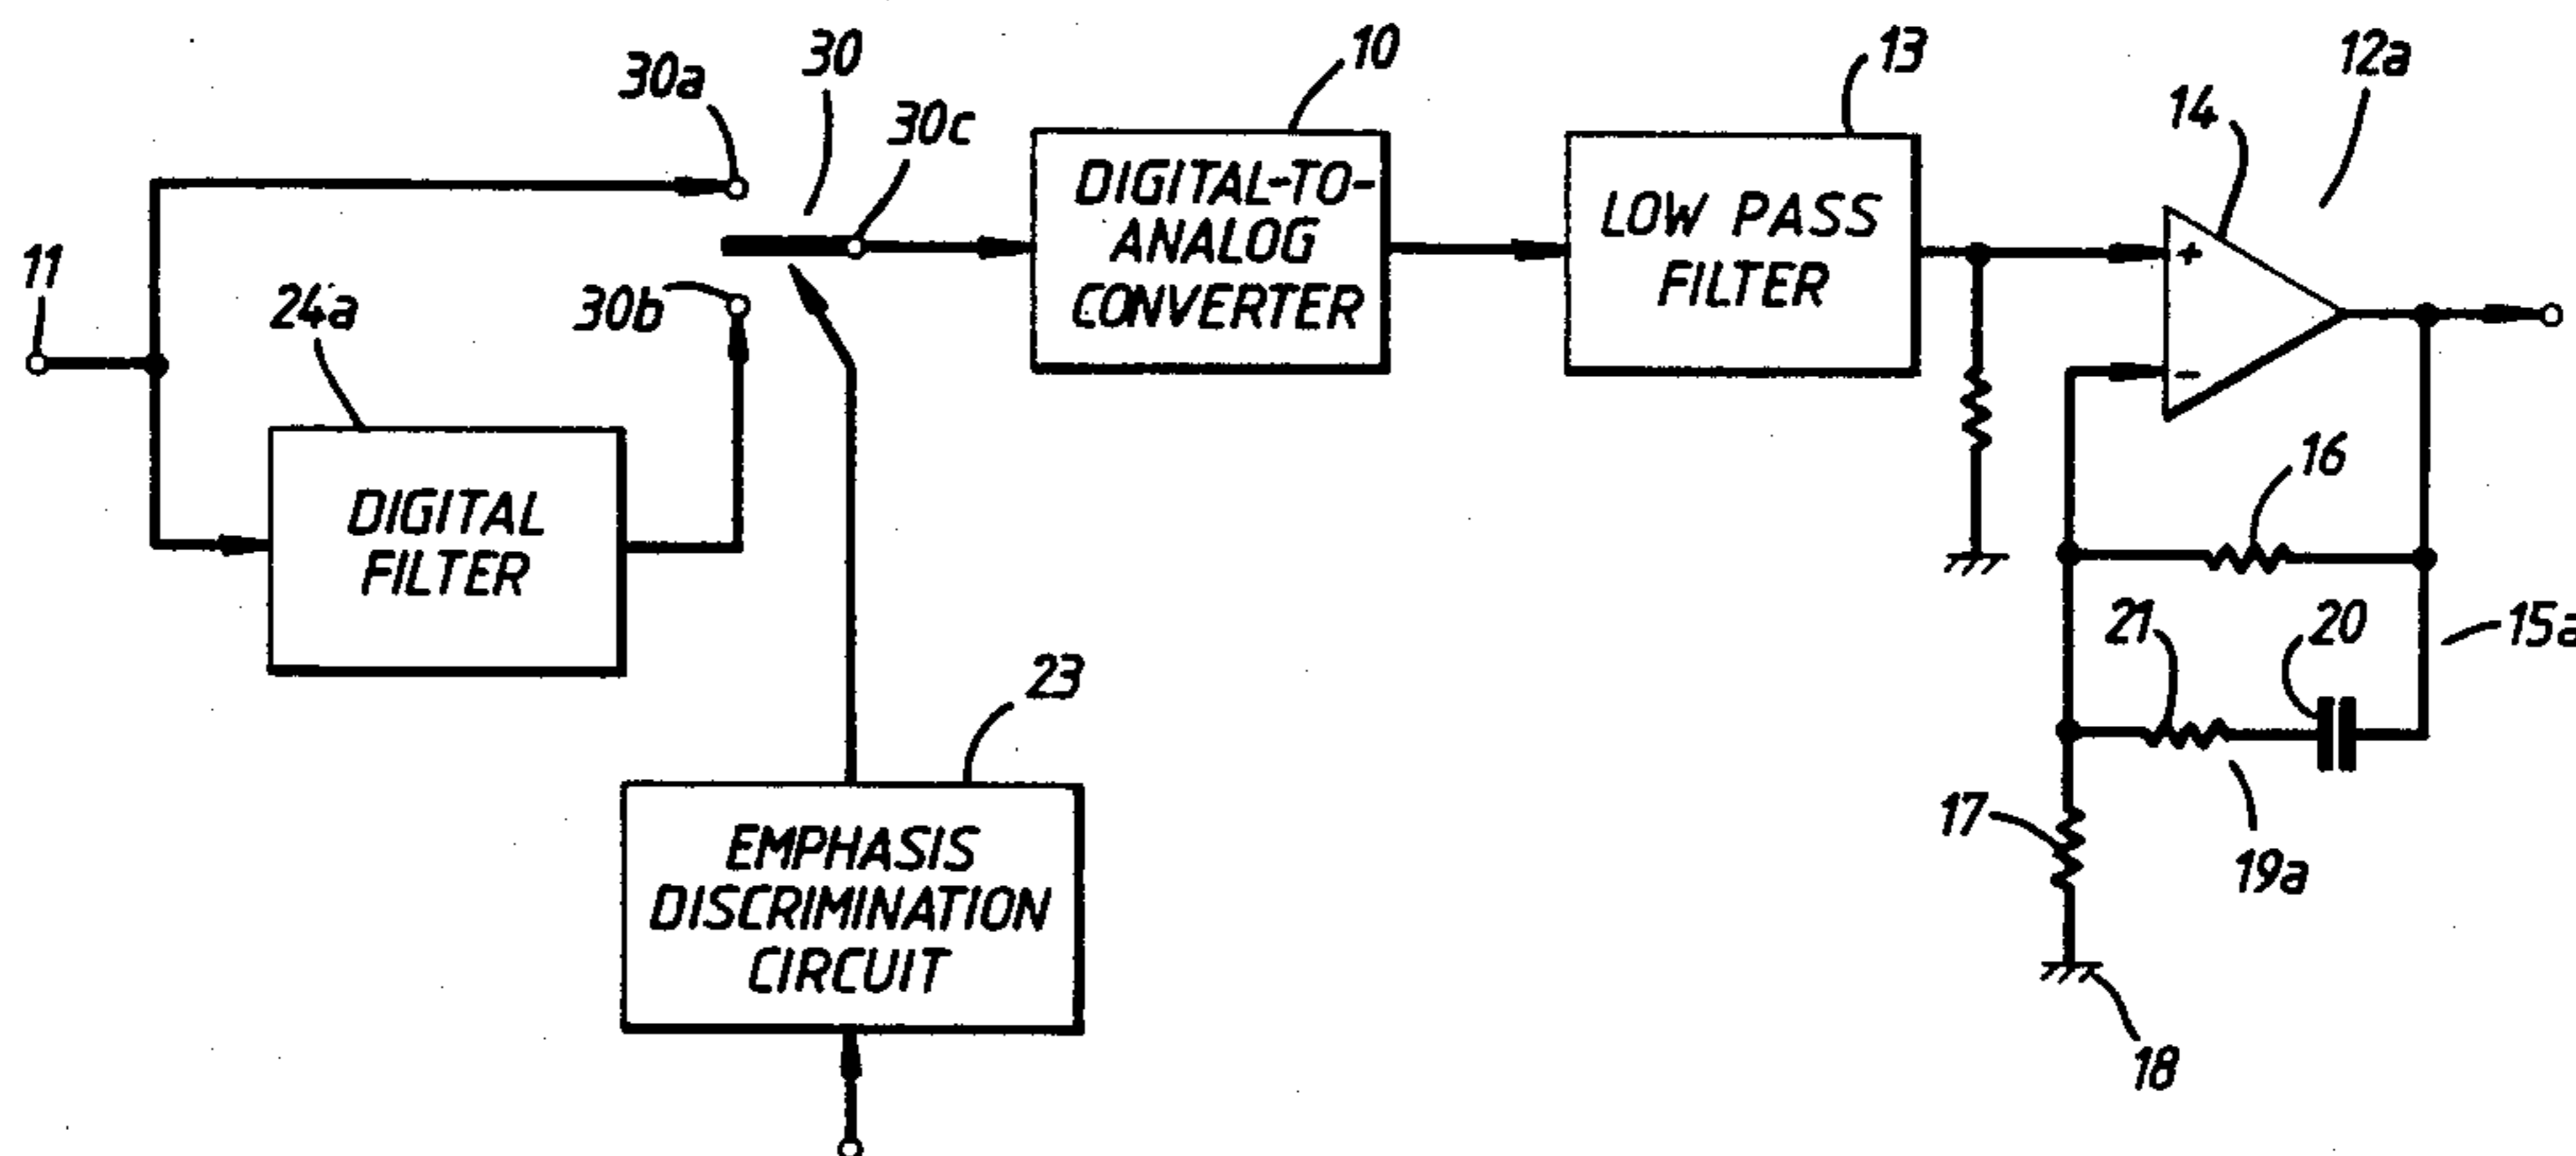 30
10
13
12a
30a
30c
14
DIGITAL-TO-
ANALOG
CONVERTER
LOW PASS
FILTER
+
11
24a
30b
-
16
DIGITAL
FILTER
21
20
15a
23
17
19a
EMPHASIS
DISCRIMINATION
CIRCUIT
18